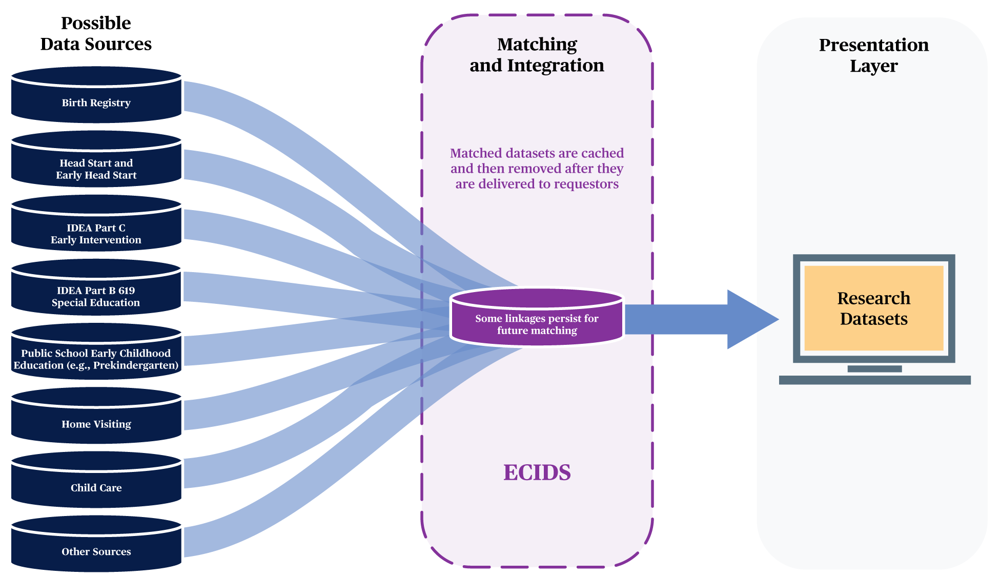 Possible
Data Sources
Birth Registry
Head Start and
Early Head Start
IDEA Part C
Early Intervention
IDEA Part B 619
Special Education
Public School Early Childhood
Education (e.g., Prekindergarten)
Home Visiting
Child Care
Other Sources
Matching
and Integration
Matched datasets are cached
and then removed after they
are delivered to requestors
Some linkages persist for
future matching
ECIDS
Presentation
Layer
Research
Datasets